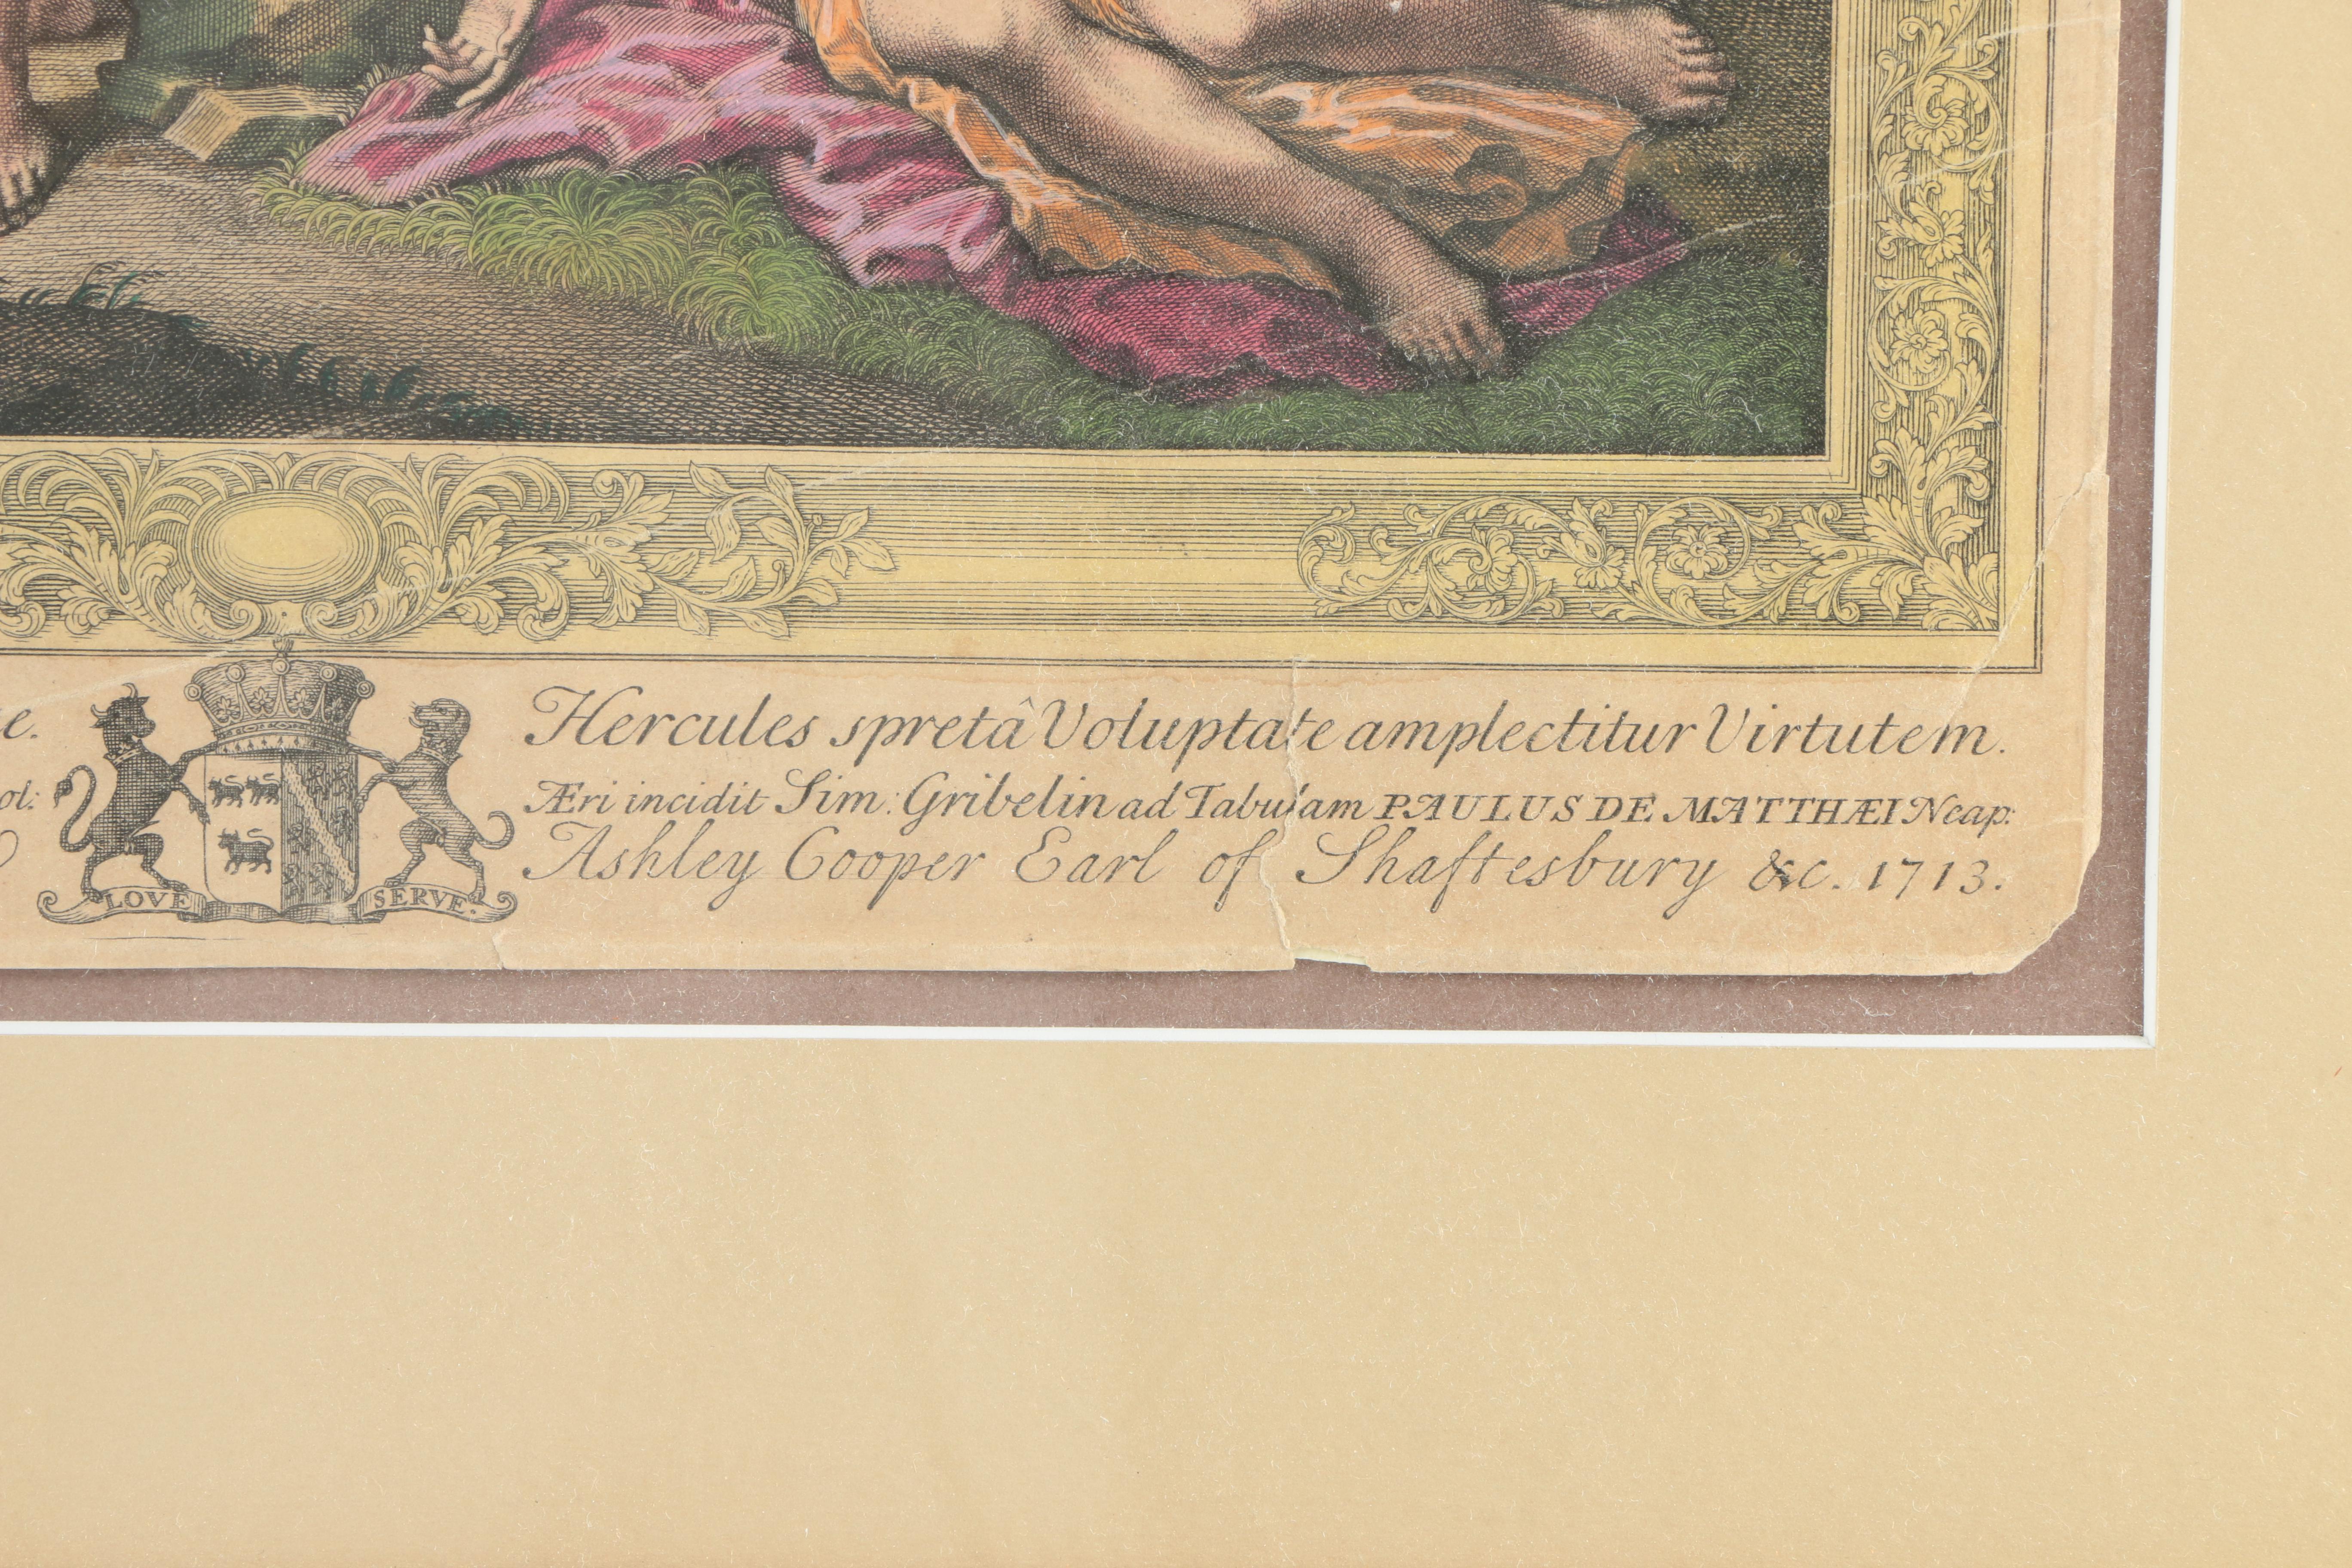 e. Hercules spretâ Voluptate amplectitur Virtutem.
ol: Æri incidit Sim: Gribelin ad Tabulam PAULUS DE MATTHÆI Neap:
Ashley Cooper Earl of Shaftesbury &c. 1713.
LOVE SERVE.